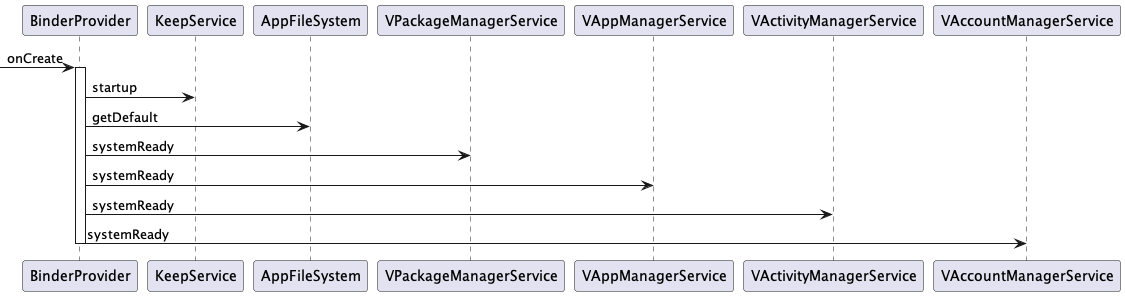 BinderProvider KeepService AppFileSystem VPackageManagerService VAppManagerService VActivityManagerService VAccountManagerService
onCreate
startup
getDefault
systemReady
systemReady
systemReady
systemReady
BinderProvider KeepService AppFileSystem VPackageManagerService VAppManagerService VActivityManagerService VAccountManagerService